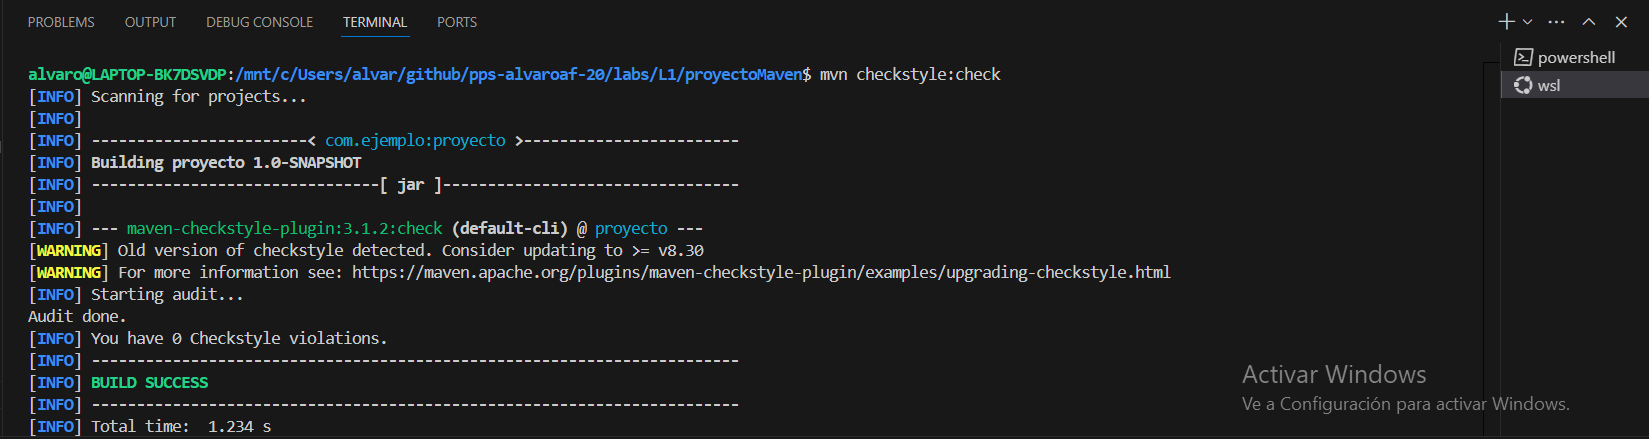 PROBLEMS OUTPUT DEBUG CONSOLE TERMINAL PORTS
powershell
wsl
alvaro@LAPTOP-BK7DSVDP:/mnt/c/Users/alvar/github/pps-alvaroaf-20/labs/L1/proyectoMaven$ mvn checkstyle:check
[INFO] Scanning for projects...
[INFO]
[INFO] ------------------------< com.ejemplo:proyecto >------------------------
[INFO] Building proyecto 1.0-SNAPSHOT
[INFO] --------------------------------[ jar ]---------------------------------
[INFO]
[INFO] --- maven-checkstyle-plugin:3.1.2:check (default-cli) @ proyecto ---
[WARNING] Old version of checkstyle detected. Consider updating to >= v8.30
[WARNING] For more information see: https://maven.apache.org/plugins/maven-checkstyle-plugin/examples/upgrading-checkstyle.html
[INFO] Starting audit...
Audit done.
[INFO] You have 0 Checkstyle violations.
[INFO] ------------------------------------------------------------------------
[INFO] BUILD SUCCESS
[INFO] ------------------------------------------------------------------------
[INFO] Total time:  1.234 s
Activar Windows
Ve a Configuración para activar Windows.